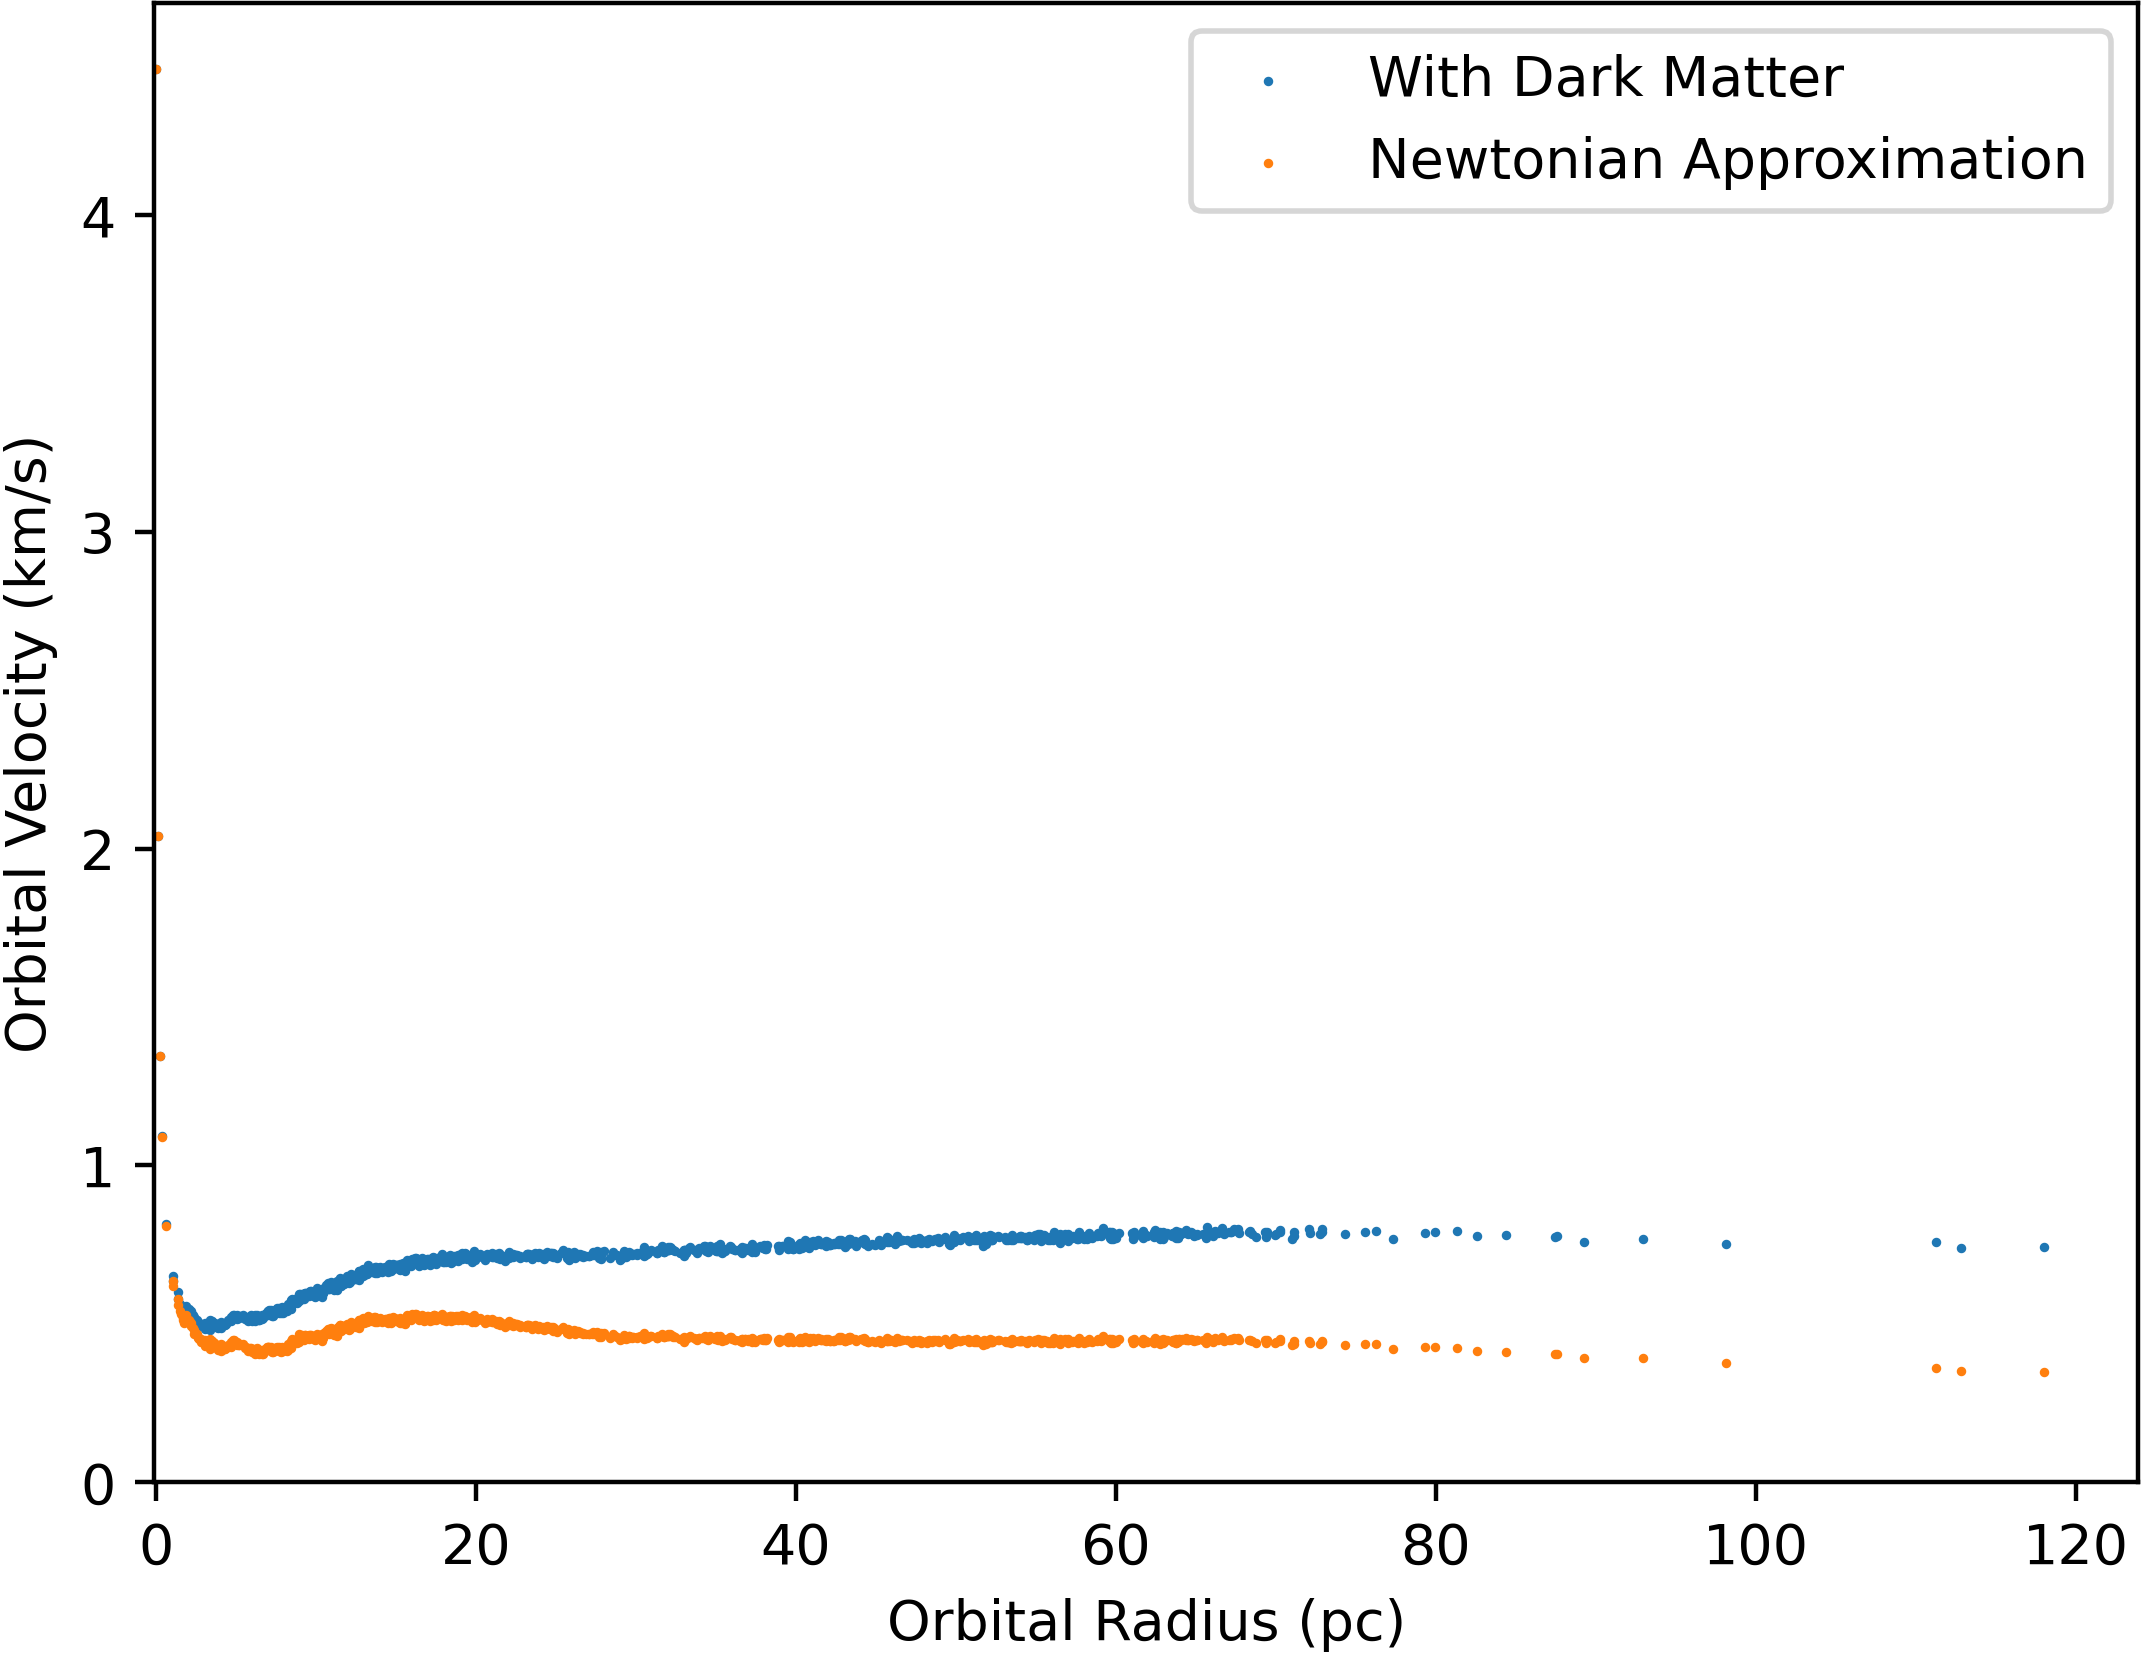 With Dark Matter
Newtonian Approximation
4
3
2
1
0
Orbital Velocity (km/s)
0 20 40 60 80 100 120
Orbital Radius (pc)